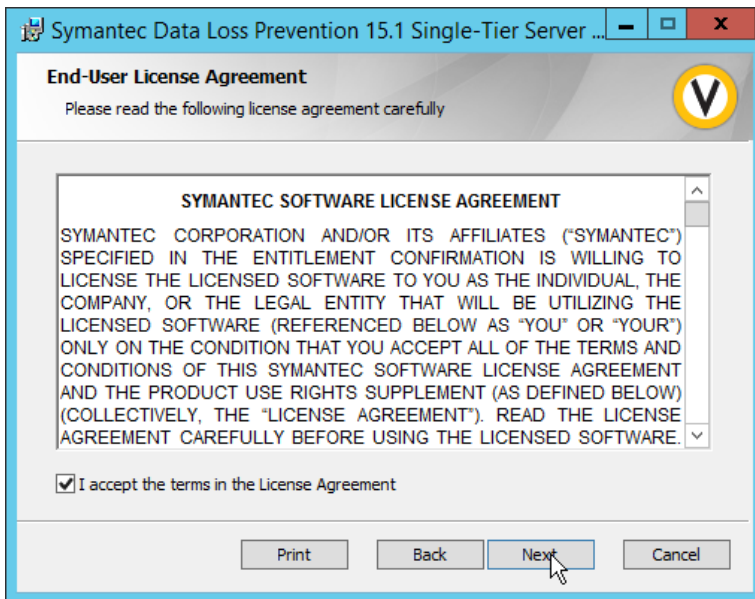 Symantec Data Loss Prevention 15.1 Single-Tier Server ...
End-User License Agreement
Please read the following license agreement carefully
SYMANTEC SOFTWARE LICENSE AGREEMENT
SYMANTEC CORPORATION AND/OR ITS AFFILIATES (“SYMANTEC”)
SPECIFIED IN THE ENTITLEMENT CONFIRMATION IS WILLING TO
LICENSE THE LICENSED SOFTWARE TO YOU AS THE INDIVIDUAL, THE
COMPANY, OR THE LEGAL ENTITY THAT WILL BE UTILIZING THE
LICENSED SOFTWARE (REFERENCED BELOW AS “YOU” OR “YOUR”)
ONLY ON THE CONDITION THAT YOU ACCEPT ALL OF THE TERMS AND
CONDITIONS OF THIS SYMANTEC SOFTWARE LICENSE AGREEMENT
AND THE PRODUCT USE RIGHTS SUPPLEMENT (AS DEFINED BELOW)
(COLLECTIVELY, THE “LICENSE AGREEMENT”). READ THE LICENSE
AGREEMENT CAREFULLY BEFORE USING THE LICENSED SOFTWARE.
I accept the terms in the License Agreement
Print Back Next Cancel